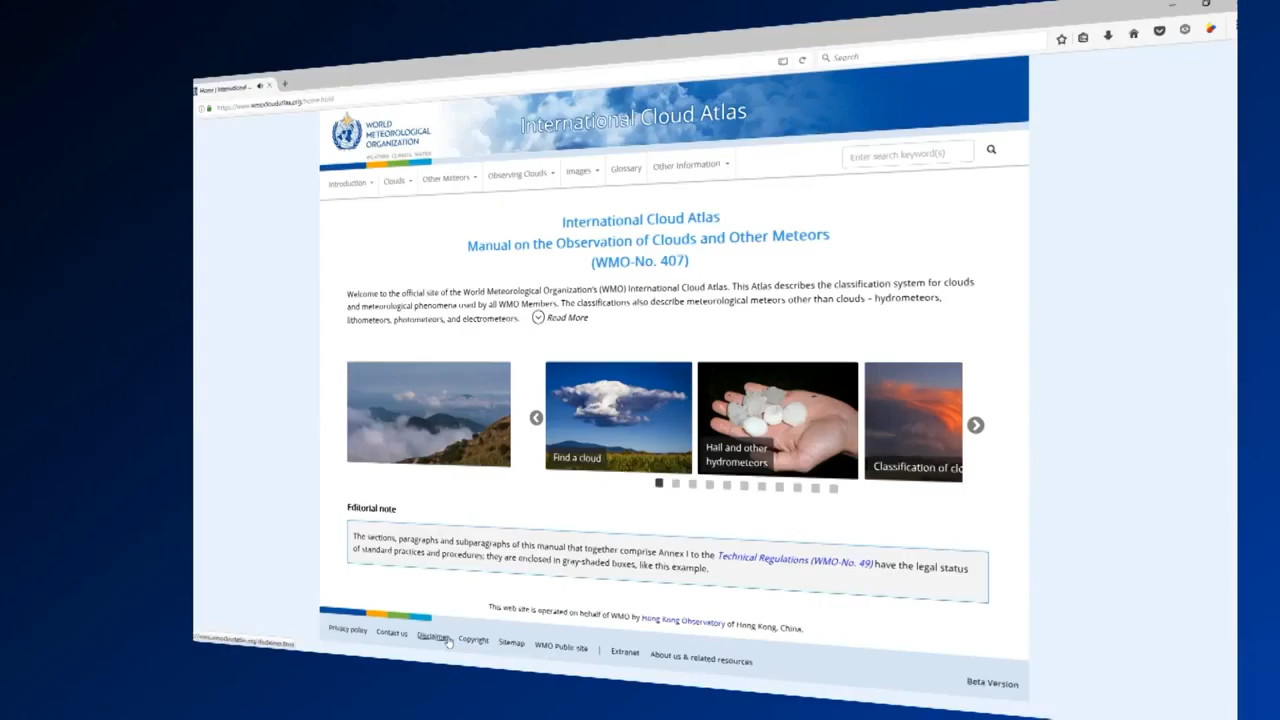 Home | International ...
https://www.wmocloudatlas.org/home.html
Search
WORLD
METEOROLOGICAL
ORGANIZATION
WEATHER CLIMATE WATER
International Cloud Atlas
Enter search keyword(s)
Introduction Clouds Other Meteors Observing Clouds Images Glossary Other Information
International Cloud Atlas
Manual on the Observation of Clouds and Other Meteors
(WMO-No. 407)
Welcome to the official site of the World Meteorological Organization's (WMO) International Cloud Atlas. This Atlas describes the classification system for clouds
and meteorological phenomena used by all WMO Members. The classifications also describe meteorological meteors other than clouds – hydrometeors,
lithometeors, photometeors, and electrometeors. Read More
Find a cloud
Hail and other
hydrometeors
Classification of clo
Editorial note
The sections, paragraphs and subparagraphs of this manual that together comprise Annex I to the Technical Regulations (WMO-No. 49) have the legal status
of standard practices and procedures; they are enclosed in gray-shaded boxes, like this example.
This web site is operated on behalf of WMO by Hong Kong Observatory of Hong Kong, China.
Privacy policy Contact us Disclaimer Copyright Sitemap WMO Public site | Extranet About us & related resources
Beta Version